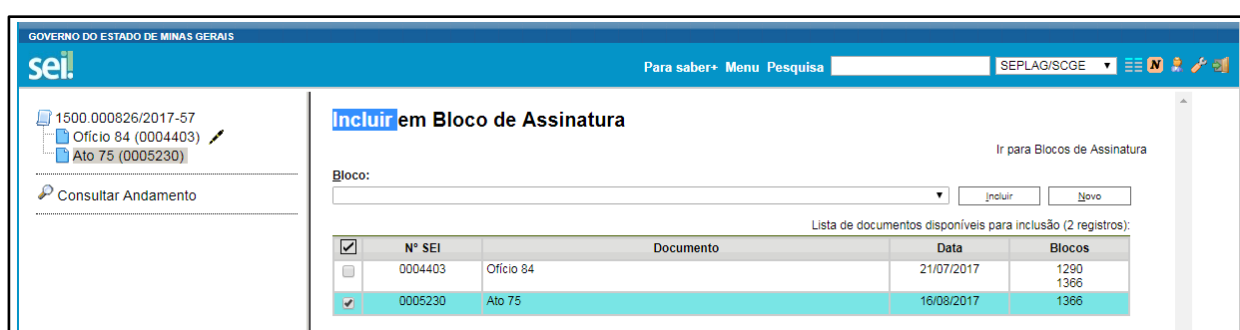 GOVERNO DO ESTADO DE MINAS GERAIS
sei!
Para saber+ Menu Pesquisa SEPLAG/SCGE N
1500.000826/2017-57
Ofício 84 (0004403)
Ato 75 (0005230)
Consultar Andamento
Incluir em Bloco de Assinatura
Ir para Blocos de Assinatura
Bloco:
Incluir Novo
Lista de documentos disponíveis para inclusão (2 registros):
Nº SEI Documento Data Blocos
0004403 Ofício 84 21/07/2017 1290
1366
0005230 Ato 75 16/08/2017 1366